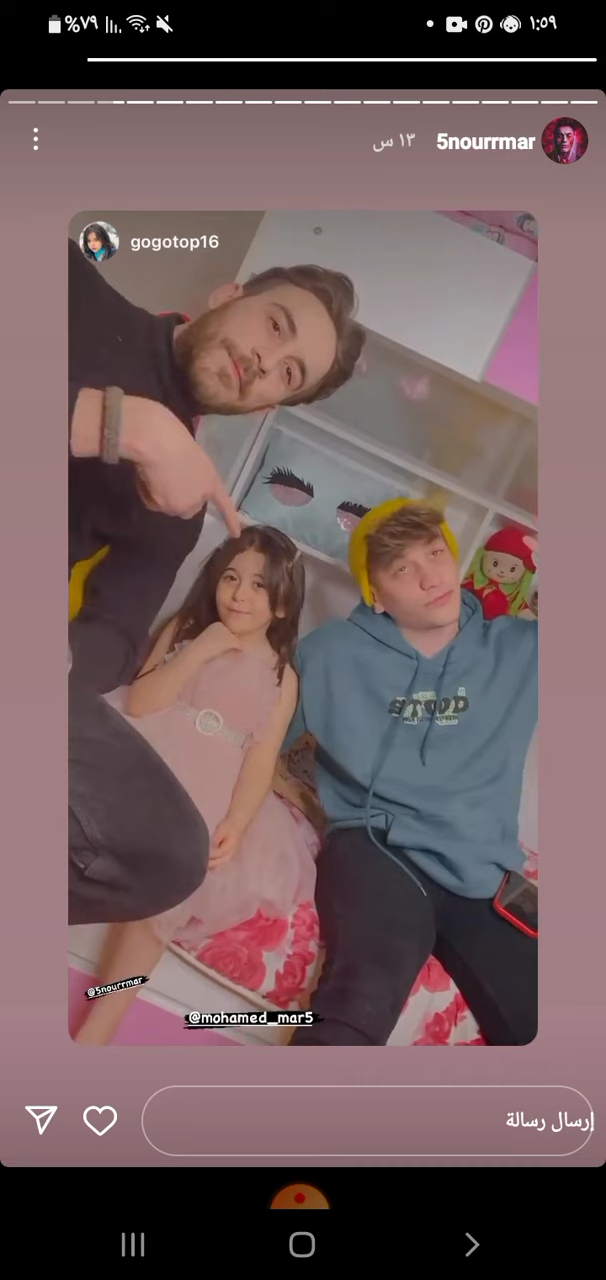 %٧٩
١:٥٩
5nourrmar
١٣ س
gogotop16
@5nourrmar
@mohamed_mar5
إرسال رسالة